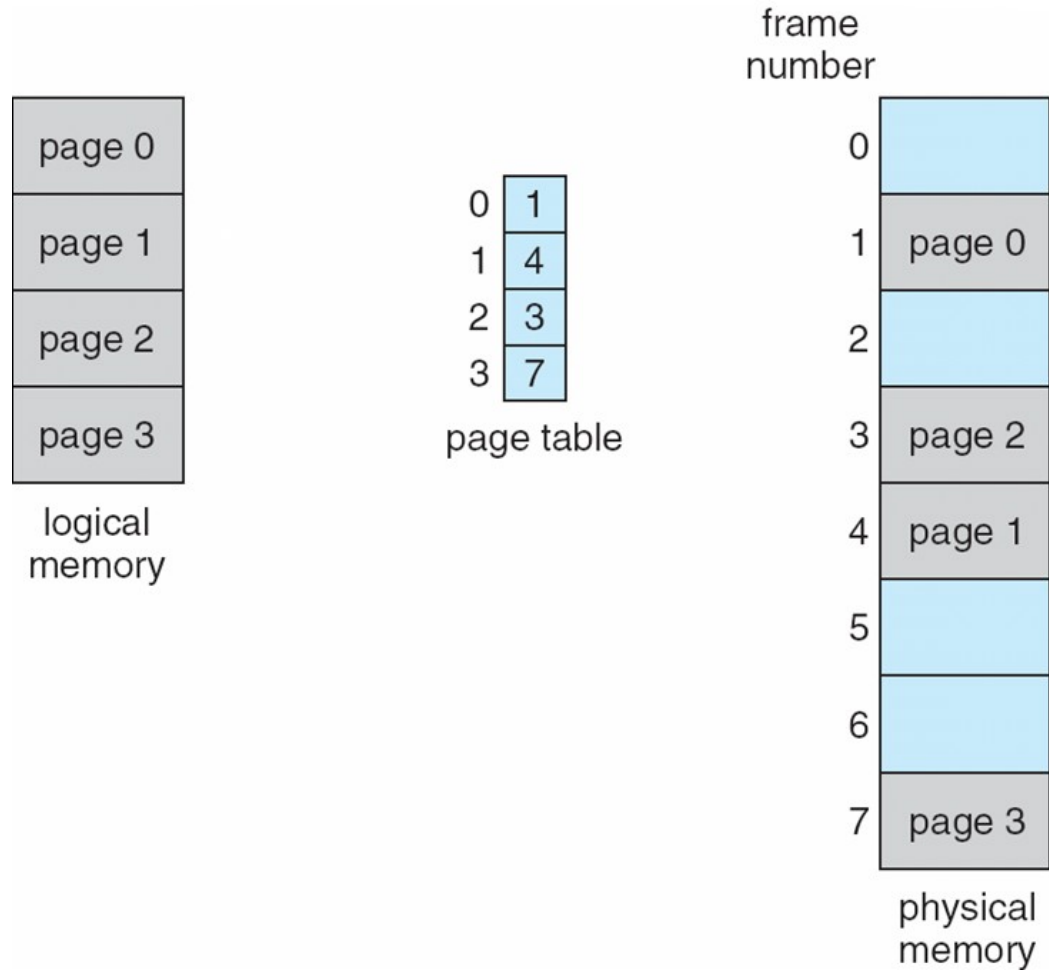 page 0
page 1
page 2
page 3
logical
memory
0 1
1 4
2 3
3 7
page table
frame
number
0
1 page 0
2
3 page 2
4 page 1
5
6
7 page 3
physical
memory